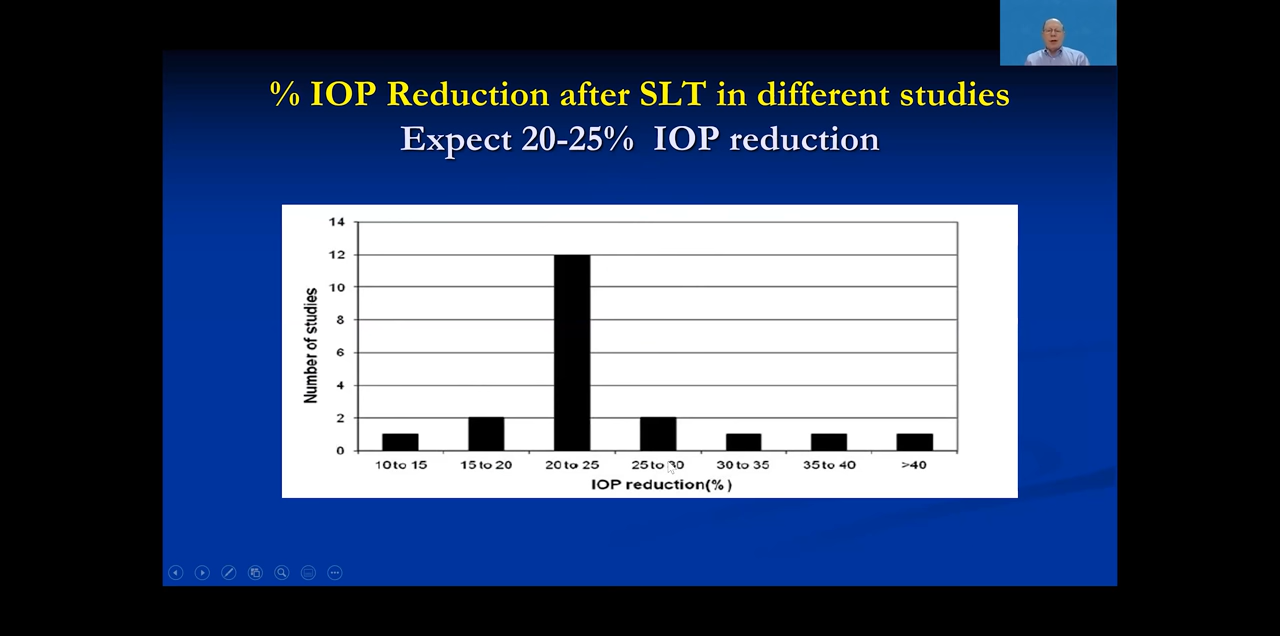 % IOP Reduction after SLT in different studies
Expect 20-25% IOP reduction
14
12
10
8
6
4
2
0
Number of studies
10 to 15 15 to 20 20 to 25 25 to 30 30 to 35 35 to 40 >40
IOP reduction(%)